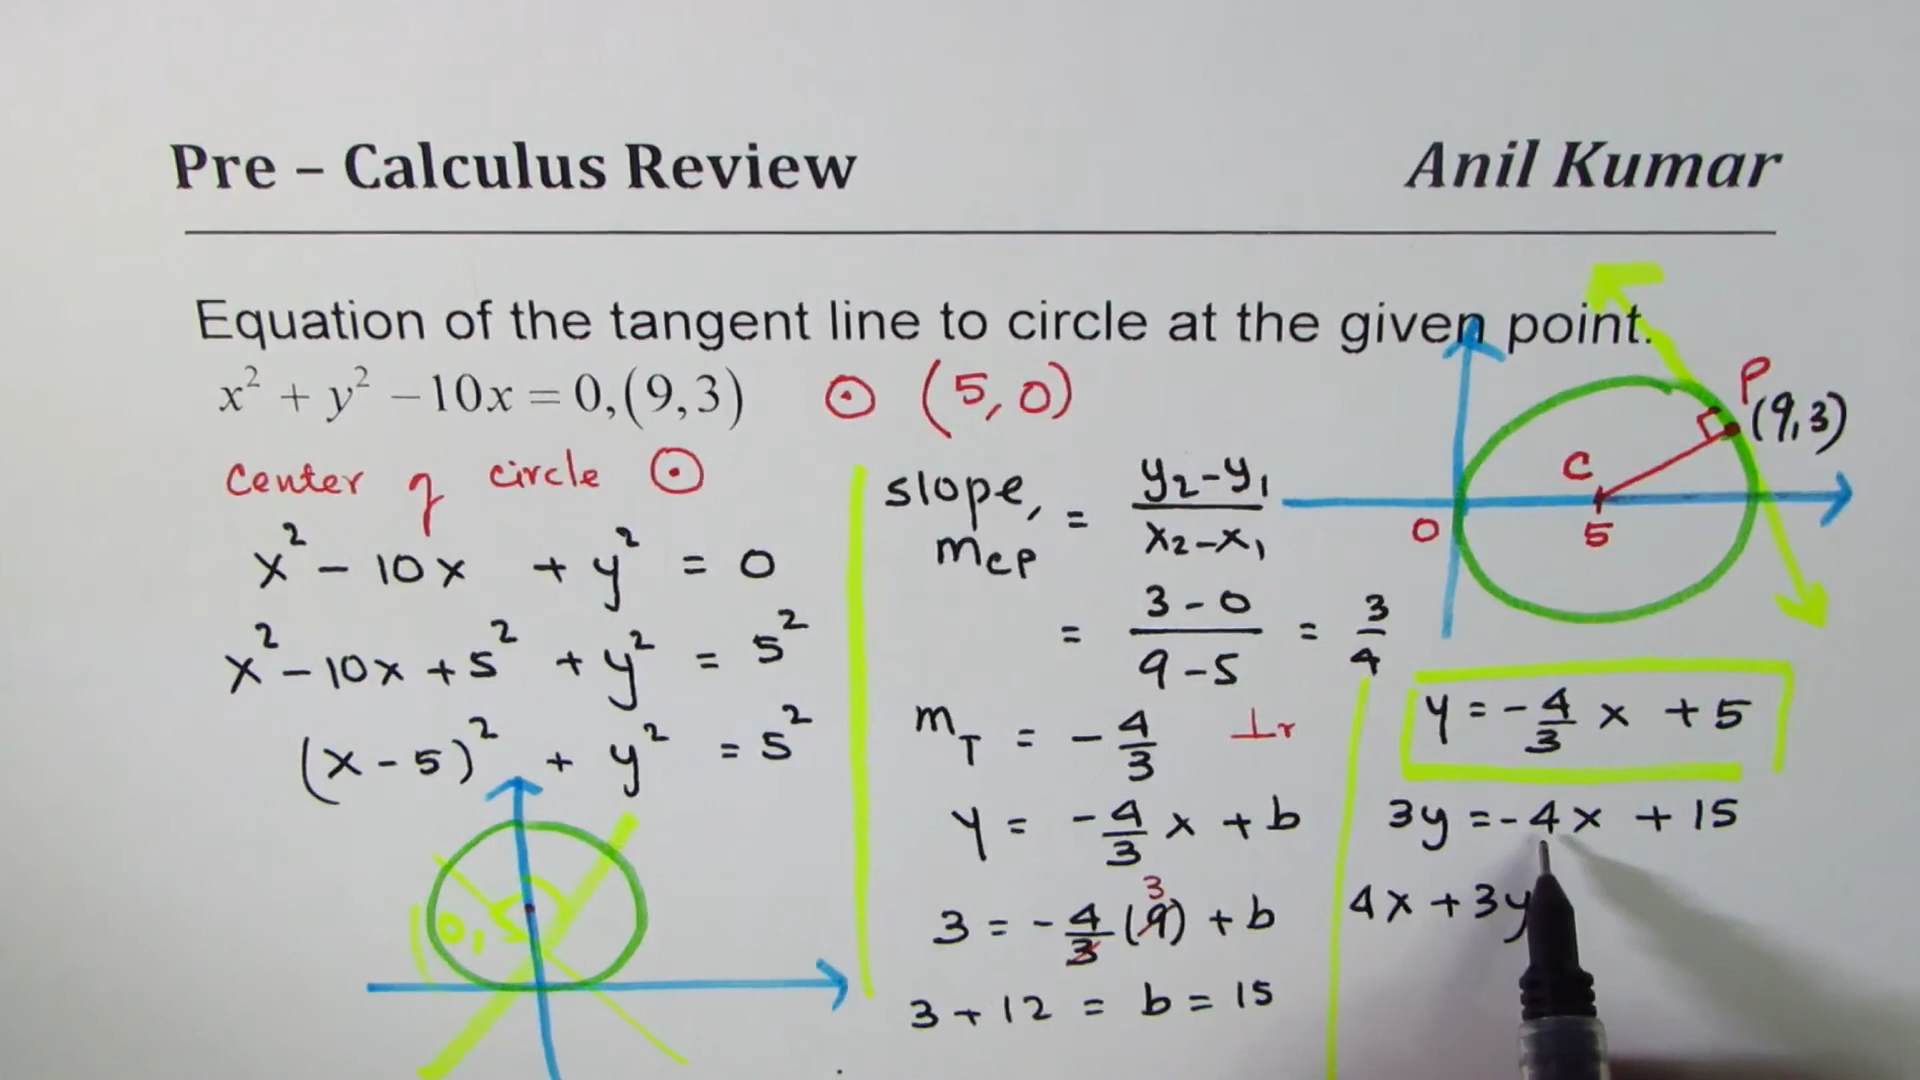 Pre – Calculus Review
Anil Kumar
Equation of the tangent line to circle at the given point.
x² + y² − 10x = 0, (9,3)
⊙ (5, 0)
center of circle ⊙
x² − 10x + y² = 0
x² − 10x + 5² + y² = 5²
(x − 5)² + y² = 5²
0,
slope, m_CP = (y₂ − y₁)/(x₂ − x₁)
= (3 − 0)/(9 − 5) = 3/4
m_T = −4/3 ⊥r
y = −4/3 x + b
3
3 = −4/3 (9) + b
3 + 12 = b = 15
P
(9,3)
C
0
5
y = −4/3 x + 5
3y = −4x + 15
4x + 3y